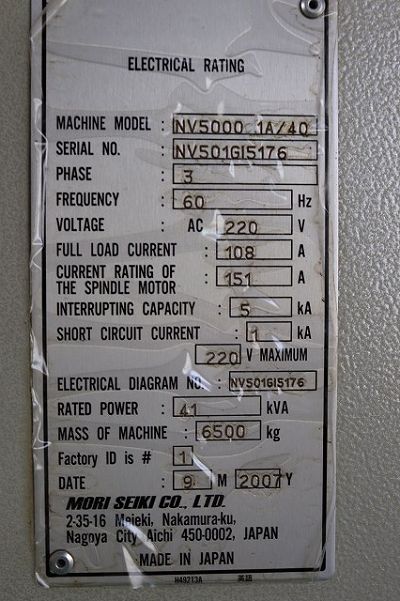 ELECTRICAL RATING
MACHINE MODEL : NV5000 1A/40
SERIAL NO. : NV501GI5176
PHASE : 3
FREQUENCY : 60 Hz
VOLTAGE : AC 220 V
FULL LOAD CURRENT : 108 A
CURRENT RATING OF
THE SPINDLE MOTOR : 151 A
INTERRUPTING CAPACITY : 5 kA
SHORT CIRCUIT CURRENT : 1 kA
220 V MAXIMUM
ELECTRICAL DIAGRAM NO. : NV501GI5176
RATED POWER : 41 kVA
MASS OF MACHINE : 6500 kg
Factory ID is # 1
DATE : 9 M 2007 Y
MORI SEIKI CO., LTD.
2-35-16 Meieki, Nakamura-ku,
Nagoya City Aichi 450-0002, JAPAN
MADE IN JAPAN
H49213A 英語